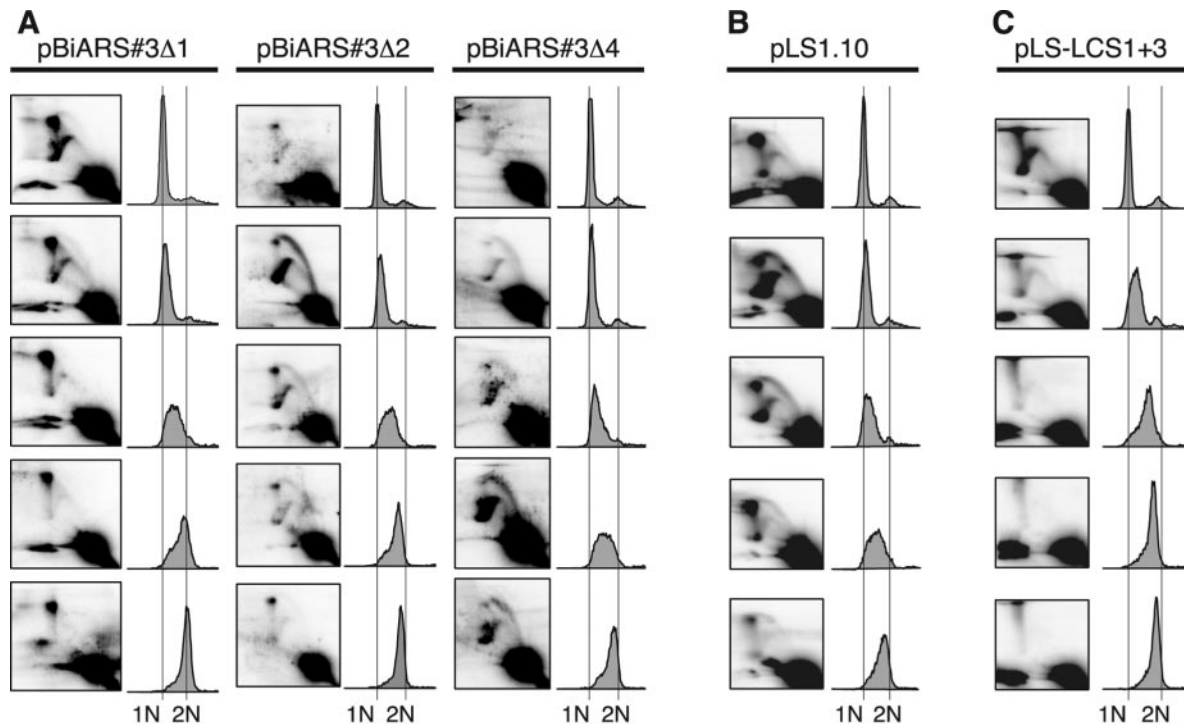 A B C
pBiARS#3Δ1 pBiARS#3Δ2 pBiARS#3Δ4 pLS1.10 pLS-LCS1+3
1N 2N 1N 2N 1N 2N 1N 2N 1N 2N